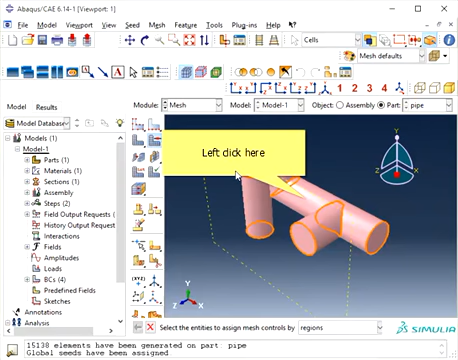 Abaqus/CAE 6.14-1 [Viewport: 1]
File Model Viewport View Seed Mesh Feature Tools Plug-ins Help
Cells
A
Mesh defaults
1 2 3 4
Model Results Module: Mesh Model: Model-1 Object: Assembly Part: pipe
Model Database
Models (1)
Model-1
Parts (1)
Materials (1)
Sections (1)
Assembly
Steps (2)
Field Output Requests (
History Output Requests (
Interactions
Fields
Amplitudes
Loads
BCs (4)
Predefined Fields
Sketches
Annotations
Analysis
Left click here
(XYZ)
Y
Z
X
Y
Z
X
Select the entities to assign mesh controls by regions
SIMULIA
15138 elements have been generated on part: pipe
Global seeds have been assigned